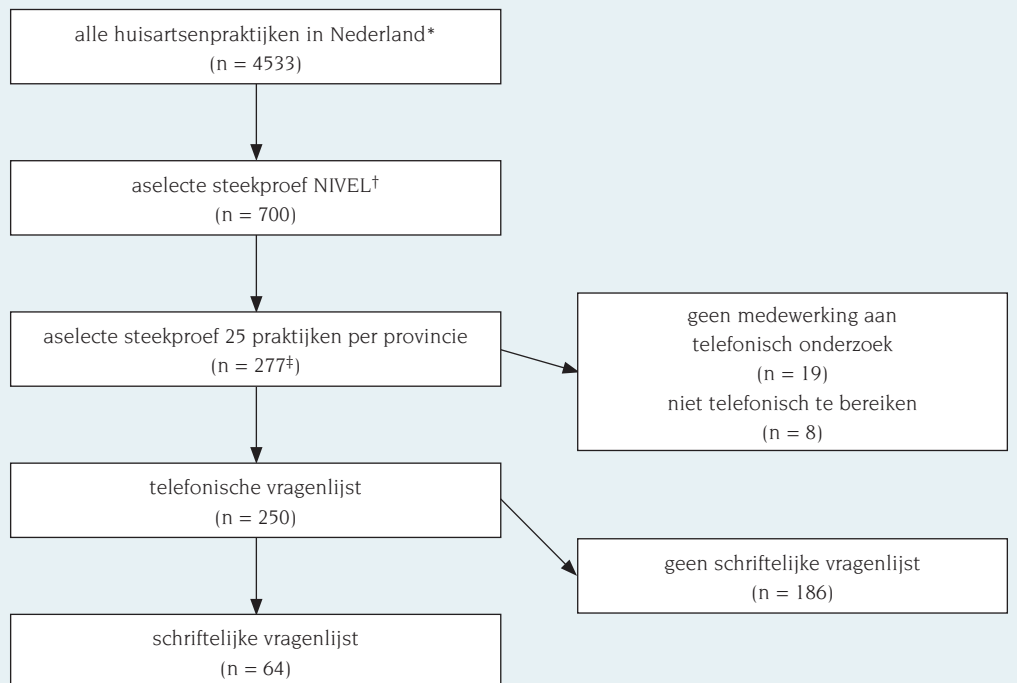 alle huisartsenpraktijken in Nederland*
(n = 4533)
aselecte steekproef NIVEL†
(n = 700)
aselecte steekproef 25 praktijken per provincie
(n = 277‡)
geen medewerking aan
telefonisch onderzoek
(n = 19)
niet telefonisch te bereiken
(n = 8)
telefonische vragenlijst
(n = 250)
geen schriftelijke vragenlijst
(n = 186)
schriftelijke vragenlijst
(n = 64)